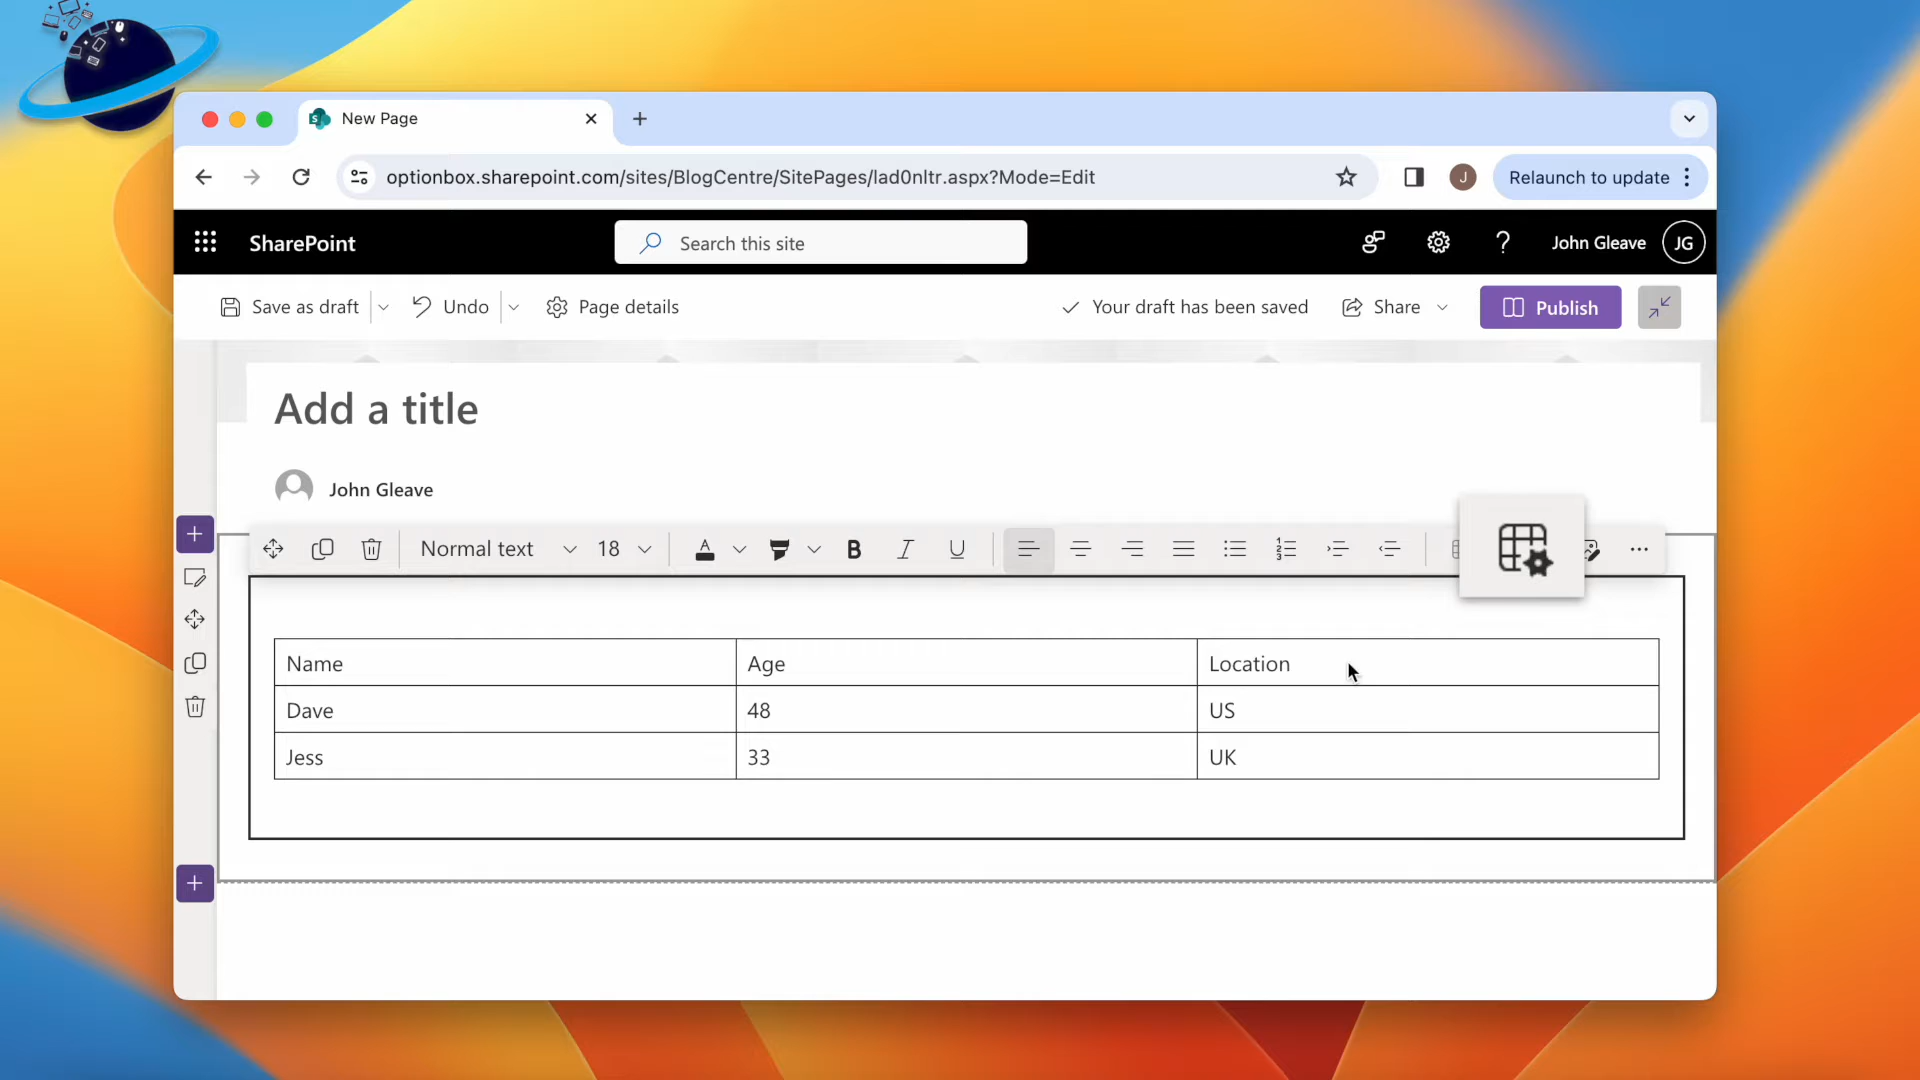 New Page
optionbox.sharepoint.com/sites/BlogCentre/SitePages/lad0nltr.aspx?Mode=Edit
J
Relaunch to update
SharePoint
Search this site
John Gleave
JG
Save as draft
Undo
Page details
Your draft has been saved
Share
Publish
Add a title
John Gleave
Normal text
18
Name Age Location
Dave 48 US
Jess 33 UK